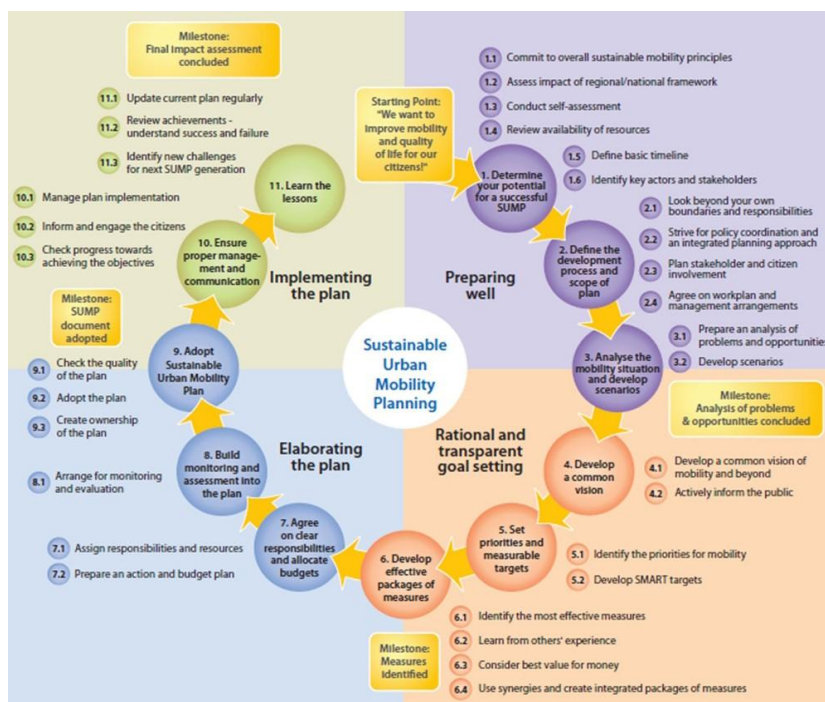 Milestone:
Final impact assessment
concluded
11.1 Update current plan regularly
11.2 Review achievements -
understand success and failure
11.3 Identify new challenges
for next SUMP generation
10.1 Manage plan implementation
10.2 Inform and engage the citizens
10.3 Check progress towards
achieving the objectives
11. Learn the
lessons
10. Ensure
proper manage-
ment and
communication
Implementing
the plan
Starting Point:
"We want to
improve mobility
and quality
of life for our
citizens!"
1.1 Commit to overall sustainable mobility principles
1.2 Assess impact of regional/national framework
1.3 Conduct self-assessment
1.4 Review availability of resources
1.5 Define basic timeline
1.6 Identify key actors and stakeholders
1. Determine
your potential
for a successful
SUMP
2.1 Look beyond your own
boundaries and responsibilities
2.2 Strive for policy coordination and
an integrated planning approach
2.3 Plan stakeholder and citizen
involvement
2.4 Agree on workplan and
management arrangements
2. Define the
development
process and
scope of
plan
Preparing
well
3.1 Prepare an analysis of
problems and opportunities
3.2 Develop scenarios
3. Analyse the
mobility situation
and develop
scenarios
Milestone:
Analysis of problems
& opportunities concluded
Sustainable
Urban
Mobility
Planning
Rational and
transparent
goal setting
4. Develop
a common
vision
4.1 Develop a common vision of
mobility and beyond
4.2 Actively inform the public
5. Set
priorities and
measurable
targets
5.1 Identify the priorities for mobility
5.2 Develop SMART targets
6. Develop
effective
packages of
measures
6.1 Identify the most effective measures
6.2 Learn from others' experience
6.3 Consider best value for money
6.4 Use synergies and create integrated packages of measures
Milestone:
Measures
identified
Elaborating
the plan
7. Agree
on clear
responsibilities
and allocate
budgets
7.1 Assign responsibilities and resources
7.2 Prepare an action and budget plan
8. Build
monitoring and
assessment into
the plan
8.1 Arrange for monitoring
and evaluation
9. Adopt
Sustainable
Urban Mobility
Plan
9.1 Check the quality
of the plan
9.2 Adopt the plan
9.3 Create ownership
of the plan
Milestone:
SUMP
document
adopted